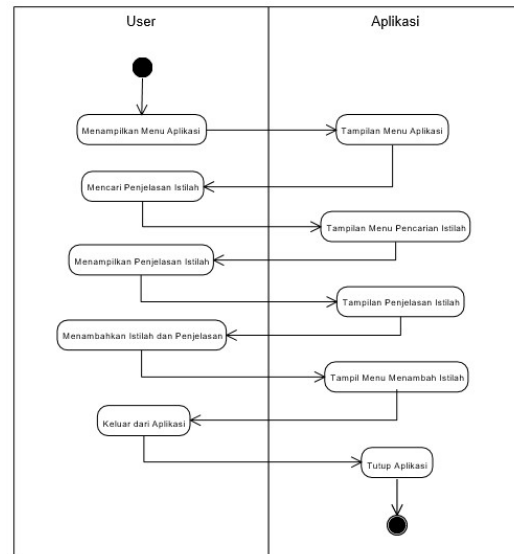 User
Aplikasi
Menampilkan Menu Aplikasi
Tampilan Menu Aplikasi
Mencari Penjelasan Istilah
Tampilan Menu Pencarian Istilah
Menampilkan Penjelasan Istilah
Tampilan Penjelasan Istilah
Menambahkan Istilah dan Penjelasan
Tampil Menu Menambah Istilah
Keluar dari Aplikasi
Tutup Aplikasi